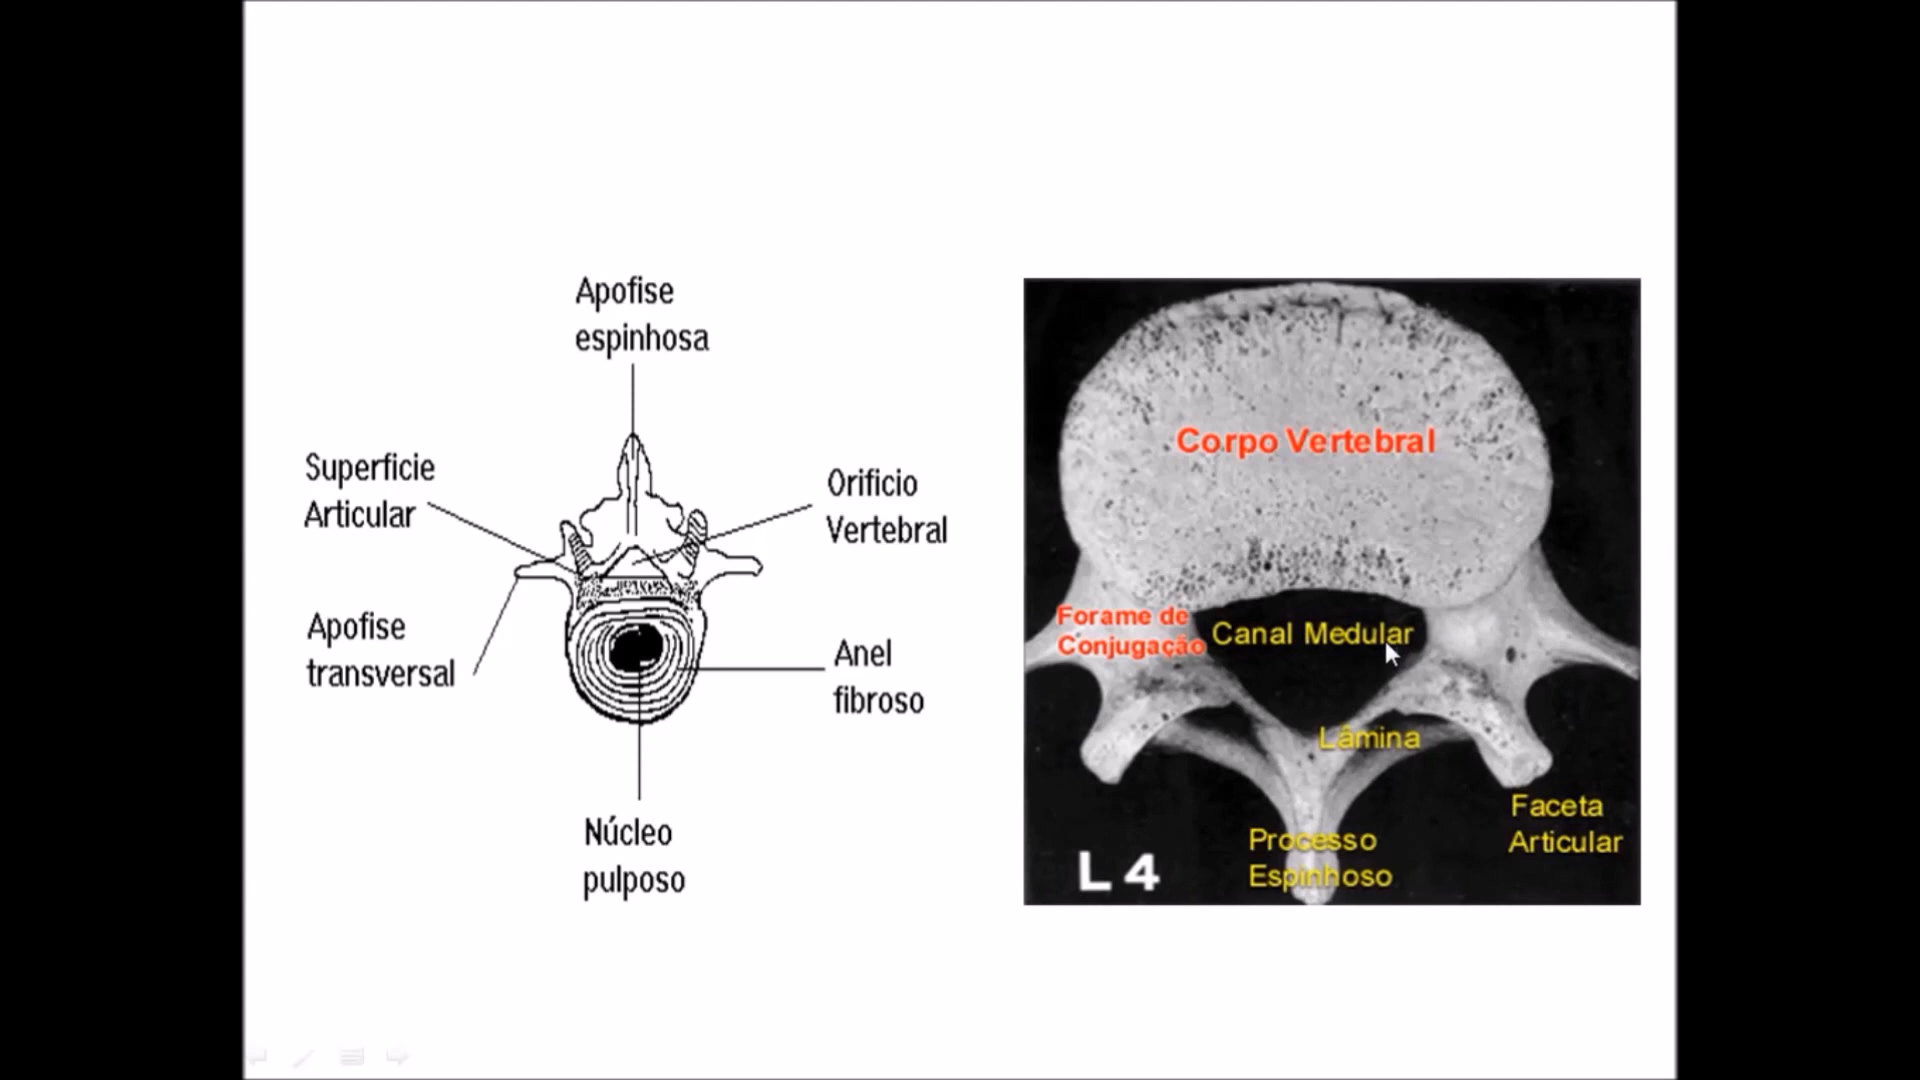 Apofise
espinhosa
Superficie
Articular
Orificio
Vertebral
Apofise
transversal
Anel
fibroso
Núcleo
pulposo
Corpo Vertebral
Forame de
Conjugação
Canal Medular
Lâmina
Faceta
Articular
Processo
Espinhoso
L 4